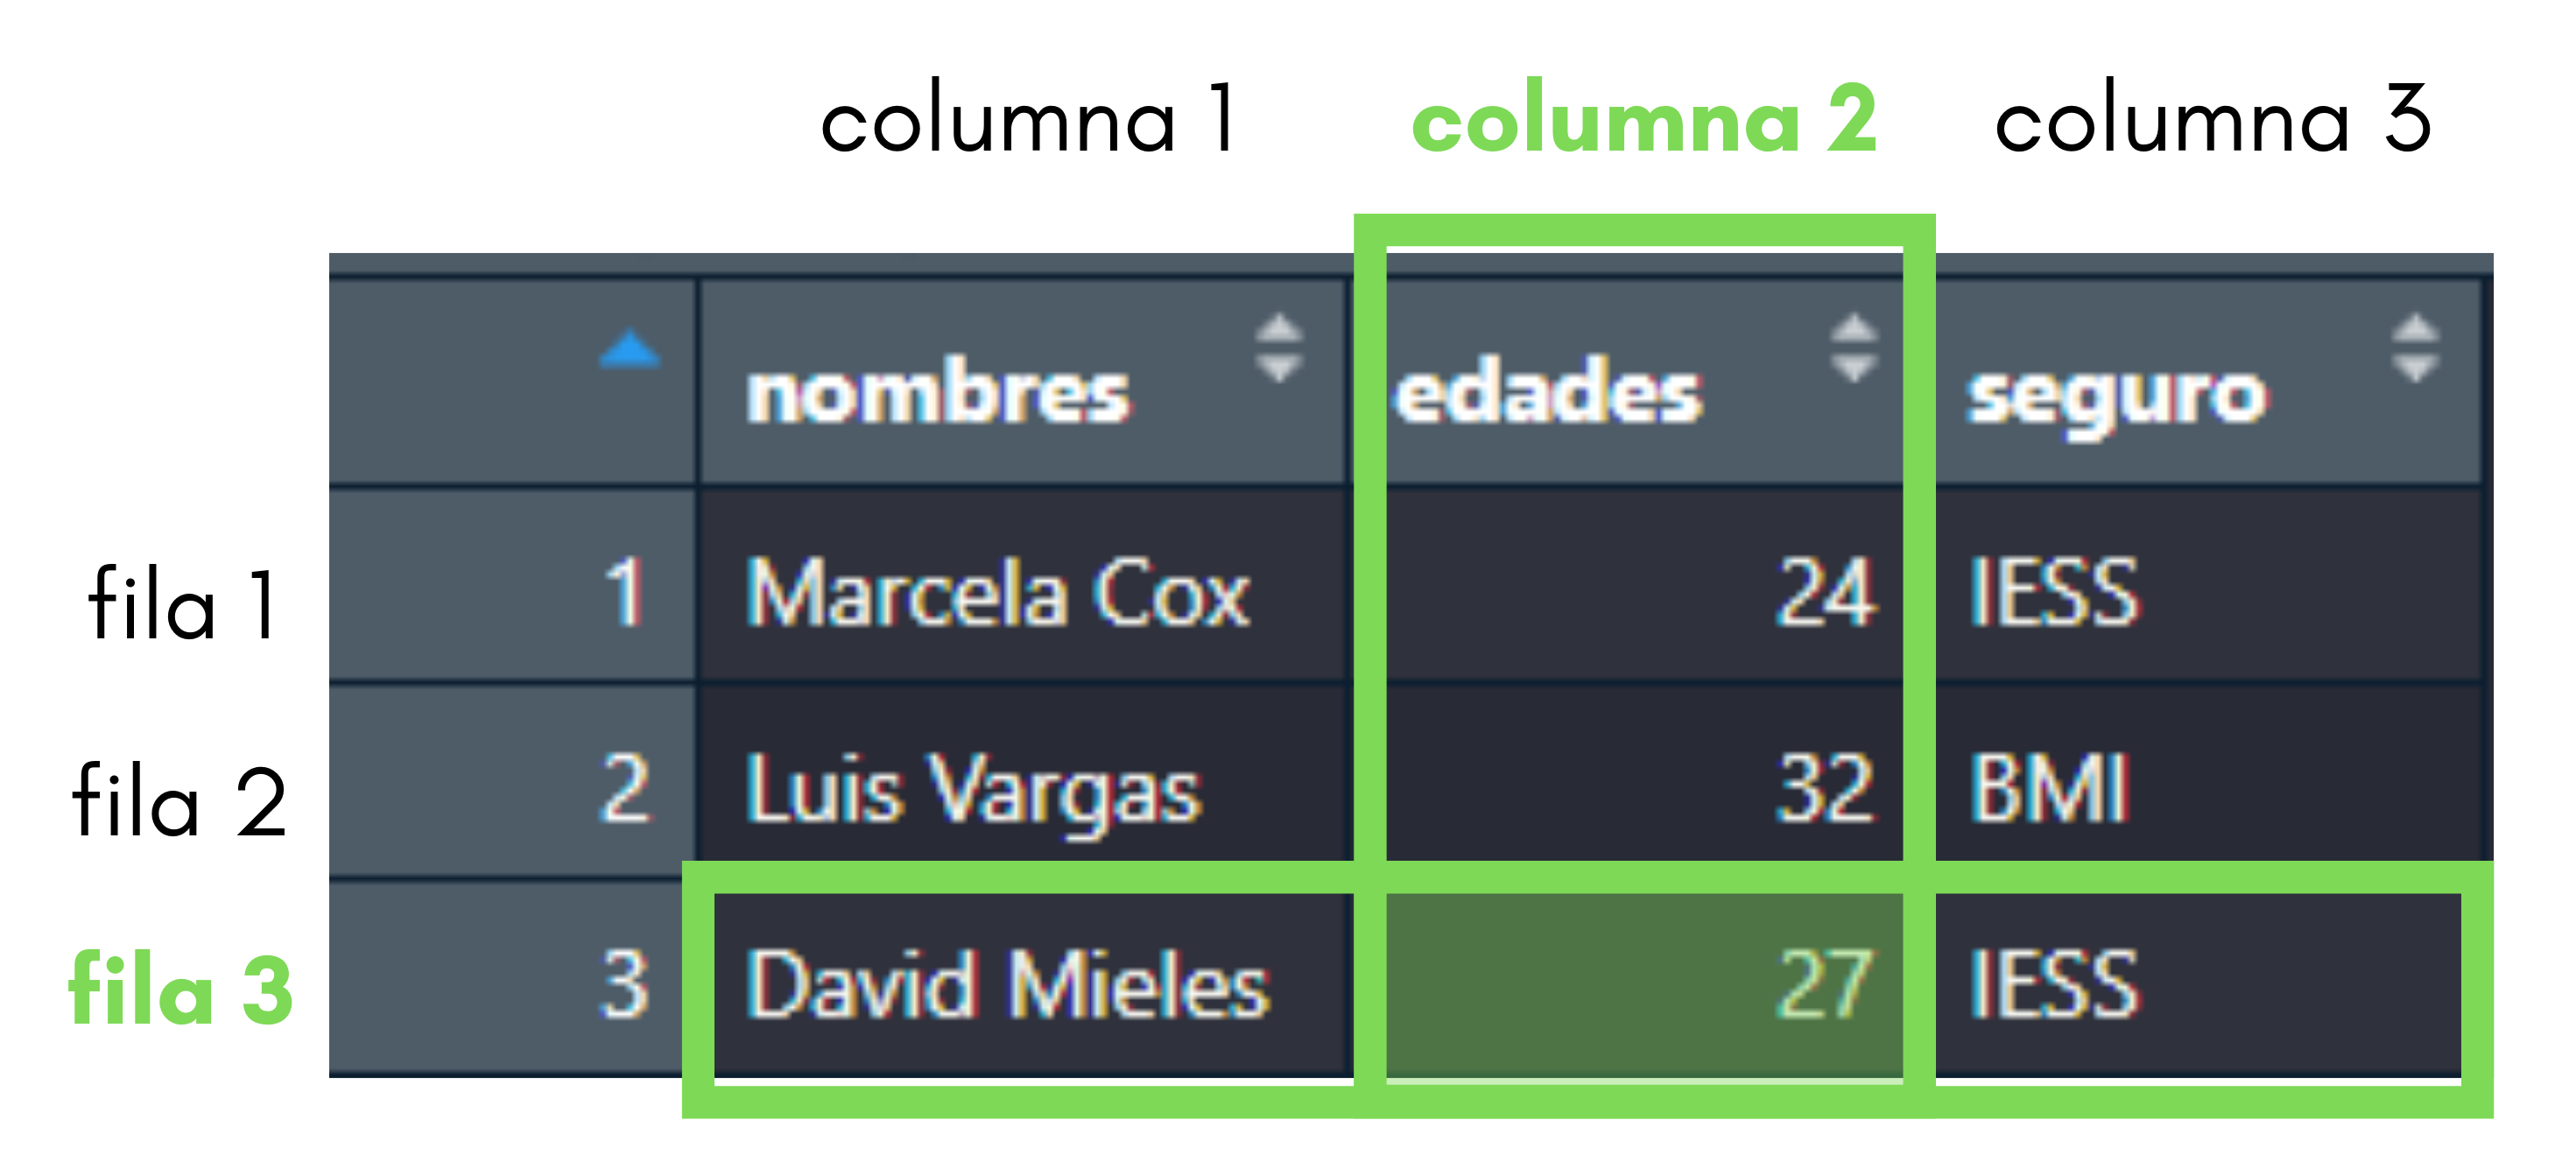 columna 1 columna 2 columna 3
nombres edades seguro
fila 1 1 Marcela Cox 24 IESS
fila 2 2 Luis Vargas 32 BMI
fila 3 3 David Mieles 27 IESS